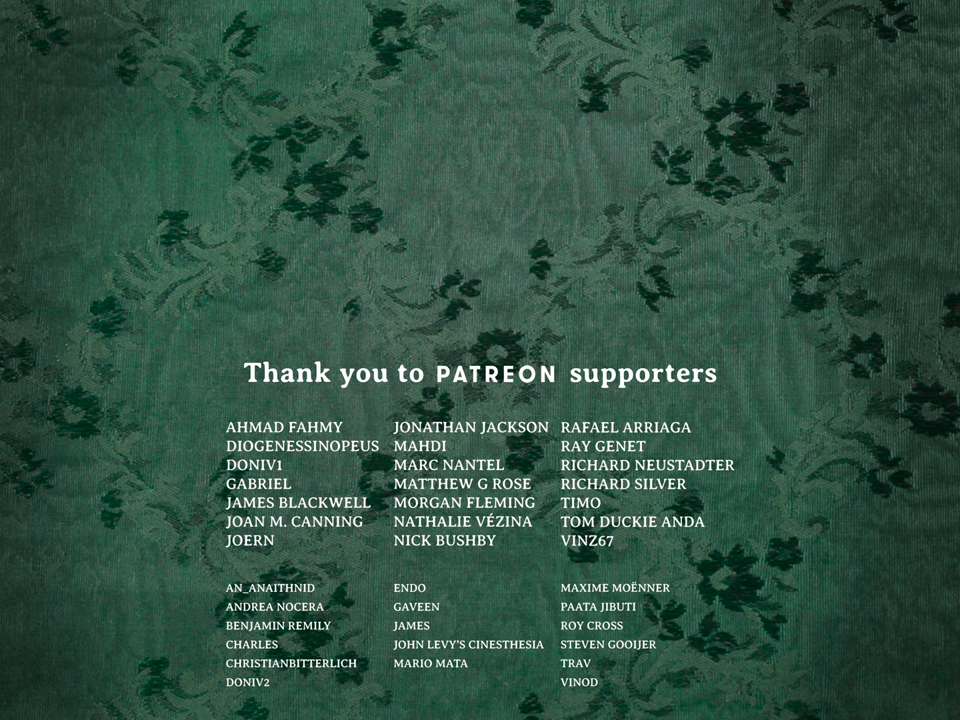 Thank you to PATREON supporters
AHMAD FAHMY
DIOGENESSINOPEUS
DONIV1
GABRIEL
JAMES BLACKWELL
JOAN M. CANNING
JOERN
JONATHAN JACKSON
MAHDI
MARC NANTEL
MATTHEW G ROSE
MORGAN FLEMING
NATHALIE VÉZINA
NICK BUSHBY
RAFAEL ARRIAGA
RAY GENET
RICHARD NEUSTADTER
RICHARD SILVER
TIMO
TOM DUCKIE ANDA
VINZ67
AN_ANAITHNID
ANDREA NOCERA
BENJAMIN REMILY
CHARLES
CHRISTIANBITTERLICH
DONIV2
ENDO
GAVEEN
JAMES
JOHN LEVY'S CINESTHESIA
MARIO MATA
MAXIME MOËNNER
PAATA JIBUTI
ROY CROSS
STEVEN GOOIJER
TRAV
VINOD